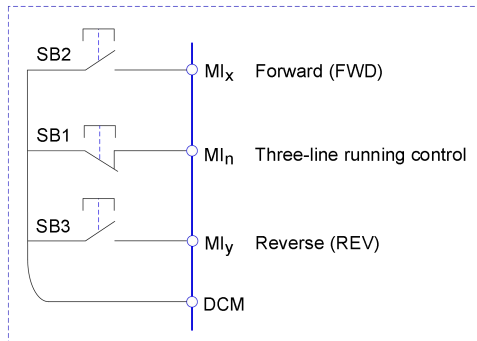 SB2 MIx Forward (FWD)
SB1 MIn Three-line running control
SB3 MIy Reverse (REV)
DCM